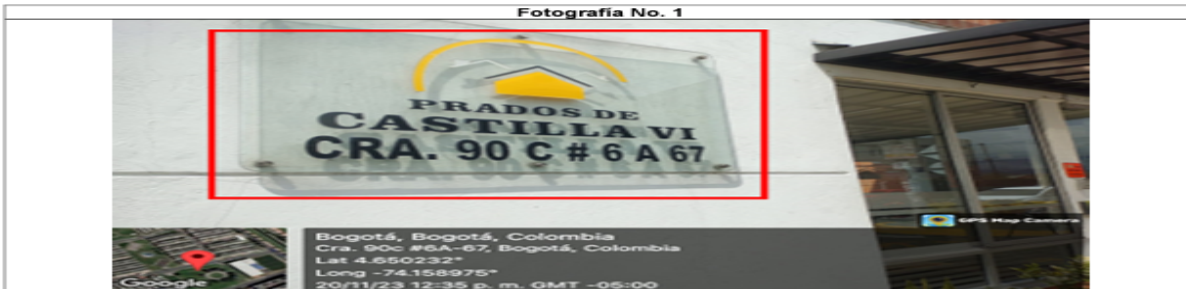 Fotografía No. 1
PRADOS DE
CASTILLA VI
CRA. 90 C # 6 A 67
GPS Map Camera
Bogotá, Bogotá, Colombia
Cra. 90c #6A-67, Bogotá, Colombia
Lat 4.650232°
Long -74.158975°
20/11/23 12:35 p. m. GMT -05:00
Google